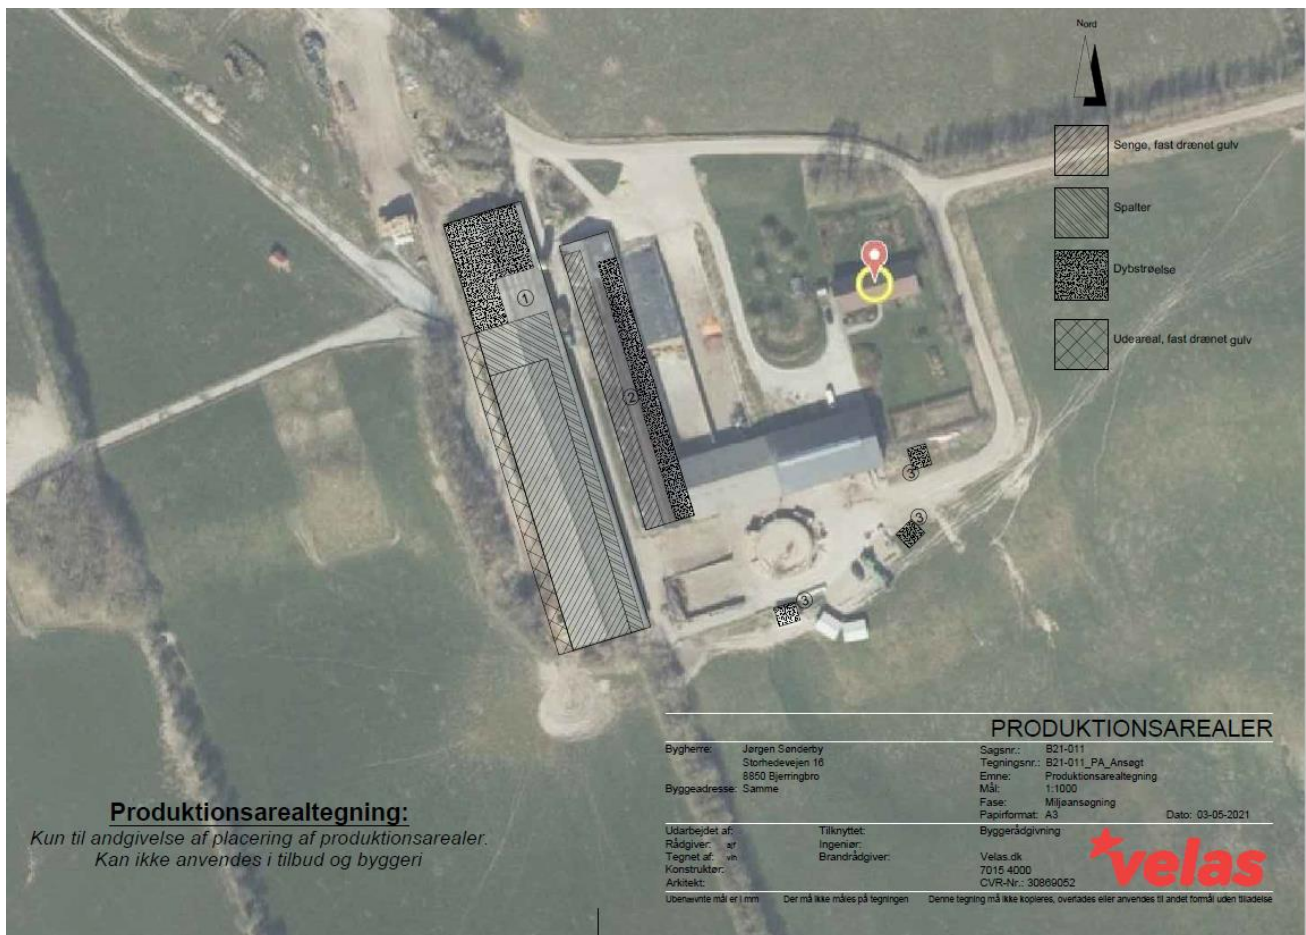 Nord
Senge, fast drænet gulv
Spalter
Dybstrøelse
Udeareal, fast drænet gulv
1
2
3
3
3
PRODUKTIONSAREALER
Bygherre: Jørgen Sønderby
Storhedevejen 16
8850 Bjerringbro
Byggeadresse: Samme
Sagsnr.: B21-011
Tegningsnr.: B21-011_PA_Ansøgt
Emne: Produktionsarealtegning
Mål: 1:1000
Fase: Miljøansøgning
Papirformat: A3 Dato: 03-05-2021
Produktionsarealtegning:
Kun til andgivelse af placering af produktionsarealer.
Kan ikke anvendes i tilbud og byggeri
Udarbejdet af: Tilknyttet: Byggerådgivning
Rådgiver: Ingeniør:
Tegnet af: vlh Brandrådgiver: Velas.dk
Konstruktør: 7015 4000
Arkitekt: CVR-Nr.: 30869052
velas
Ubenævnte mål er i mm Der må ikke måles på tegningen Denne tegning må ikke kopieres, overlades eller anvendes til andet formål uden tilladelse